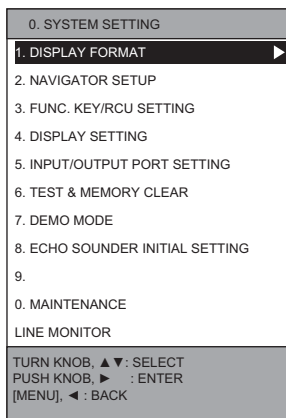 0. SYSTEM SETTING
1. DISPLAY FORMAT ▶
2. NAVIGATOR SETUP
3. FUNC. KEY/RCU SETTING
4. DISPLAY SETTING
5. INPUT/OUTPUT PORT SETTING
6. TEST & MEMORY CLEAR
7. DEMO MODE
8. ECHO SOUNDER INITIAL SETTING
9.
0. MAINTENANCE
LINE MONITOR
TURN KNOB, ▲▼: SELECT
PUSH KNOB, ► : ENTER
[MENU], ◄ : BACK